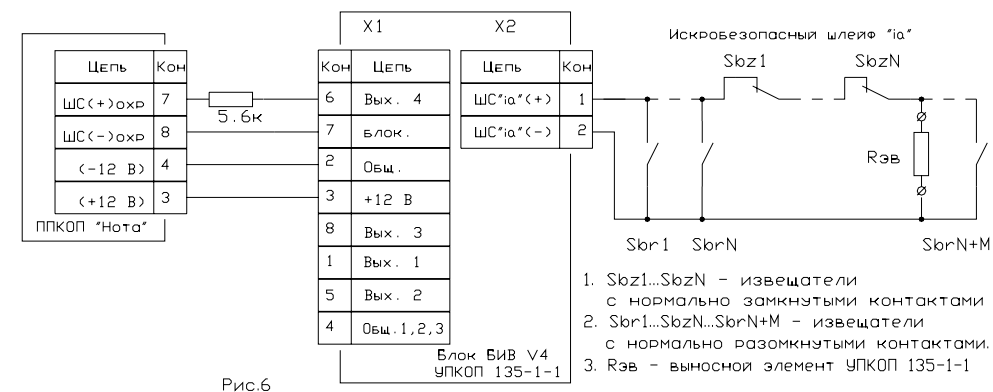 X1 X2
Искробезопасный шлейф "ia"
Цепь Кон
ШС(+)охр 7
ШС(-)охр 8
(-12 В) 4
(+12 В) 3
ППКОП "Нота"
5.6к
Кон Цепь
6 Вых. 4
7 Блок.
2 Общ.
3 +12 В
8 Вых. 3
1 Вых. 1
5 Вых. 2
4 Общ.1,2,3
Цепь Кон
ШС"ia"(+) 1
ШС"ia"(-) 2
Блок БИВ V4
УПКОП 135-1-1
Sbz1 SbzN
Rэв
Sbr1 SbrN SbrN+M
1. Sbz1...SbzN - извещатели
с нормально замкнутыми контактами
2. Sbr1...SbzN...SbrN+M - извещатели
с нормально разомкнутыми контактами.
3. Rэв - выносной элемент УПКОП 135-1-1
Рис.6